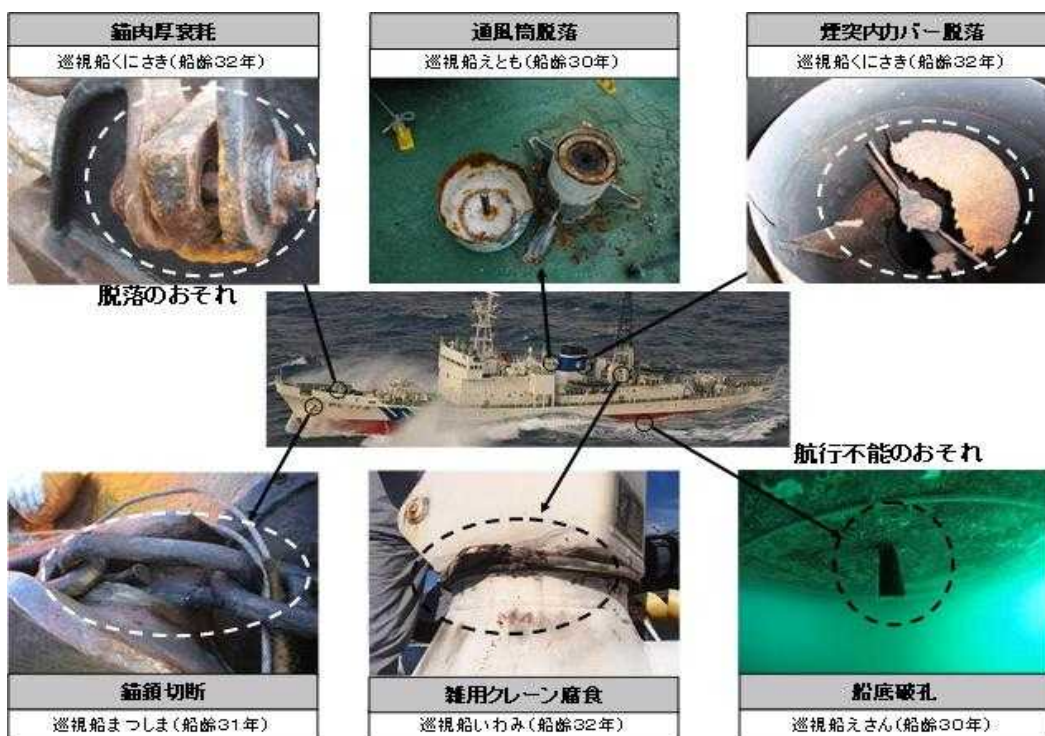 錨肉厚衰耗
巡視船くにさき(船齢32年)
通風筒脱落
巡視船えとも(船齢30年)
煙突内カバー脱落
巡視船くにさき(船齢32年)
脱落のおそれ
航行不能のおそれ
錨鎖切断
巡視船まつしま(船齢31年)
雑用クレーン腐食
巡視船いわみ(船齢32年)
船底破孔
巡視船えさん(船齢30年)